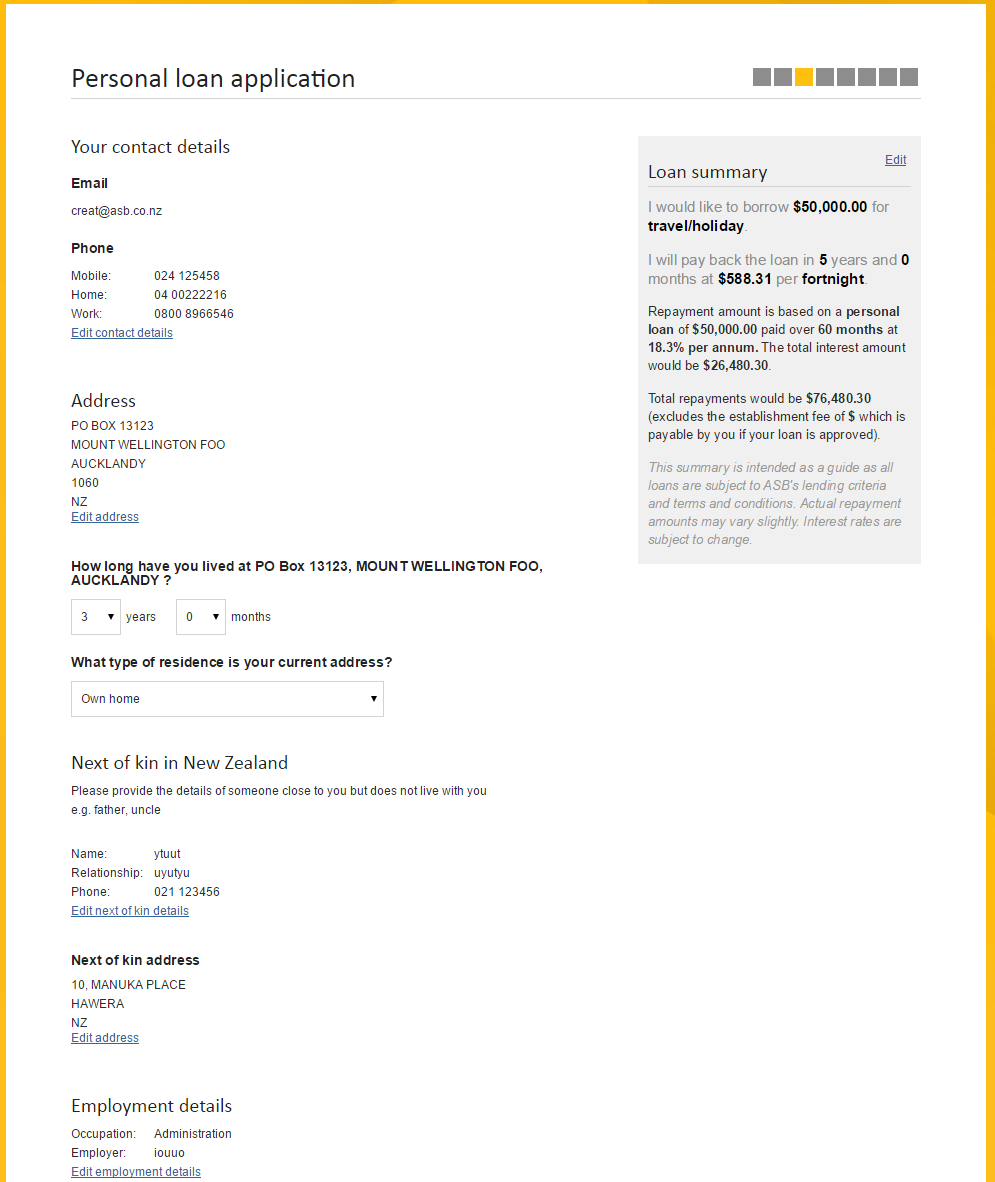 Personal loan application
Your contact details
Email
creat@asb.co.nz
Phone
Mobile: 024 125458
Home: 04 00222216
Work: 0800 8966546
Edit contact details
Address
PO BOX 13123
MOUNT WELLINGTON FOO
AUCKLANDY
1060
NZ
Edit address
How long have you lived at PO Box 13123, MOUNT WELLINGTON FOO,
AUCKLANDY ?
3 years 0 months
What type of residence is your current address?
Own home
Next of kin in New Zealand
Please provide the details of someone close to you but does not live with you
e.g. father, uncle
Name: ytuut
Relationship: uyutyu
Phone: 021 123456
Edit next of kin details
Next of kin address
10, MANUKA PLACE
HAWERA
NZ
Edit address
Employment details
Occupation: Administration
Employer: iouuo
Edit employment details
Edit
Loan summary
I would like to borrow $50,000.00 for
travel/holiday.
I will pay back the loan in 5 years and 0
months at $588.31 per fortnight.
Repayment amount is based on a personal
loan of $50,000.00 paid over 60 months at
18.3% per annum. The total interest amount
would be $26,480.30.
Total repayments would be $76,480.30
(excludes the establishment fee of $ which is
payable by you if your loan is approved).
This summary is intended as a guide as all
loans are subject to ASB's lending criteria
and terms and conditions. Actual repayment
amounts may vary slightly. Interest rates are
subject to change.